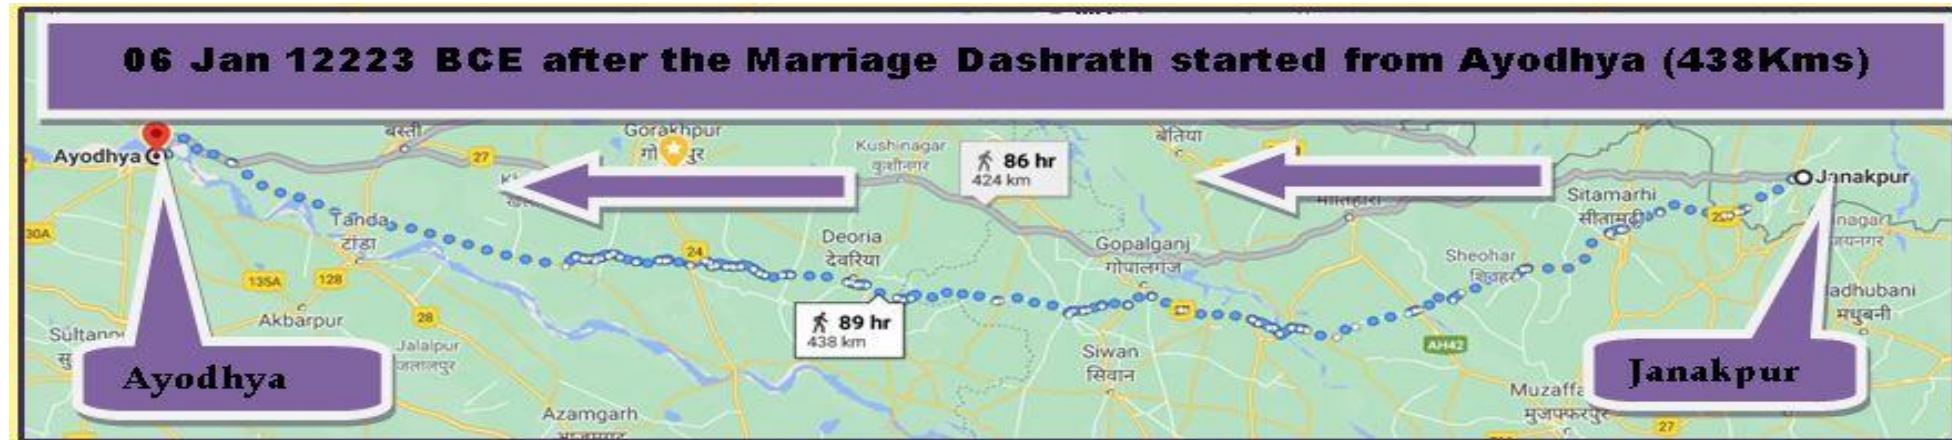 06 Jan 12223 BCE after the Marriage Dashrath started from Ayodhya (438Kms)
बस्ती
Gorakhpur
बेतिया
Kushinagar
कुशीनगर
Ayodhya
27
86 hr
424 km
Janakpur
Sitamarhi
सीतामढ़ी
Tanda
टांडा
30A
Deoria
देवरिया
24
Gopalganj
गोपालगंज
Sheohar
शिवहर
135A
128
28
Akbarpur
89 hr
438 km
Jalalpur
जलालपुर
AH42
Siwan
सिवान
मधुबनी
Ayodhya
Janakpur
मुजफ्फरपुर
27
Azamgarh